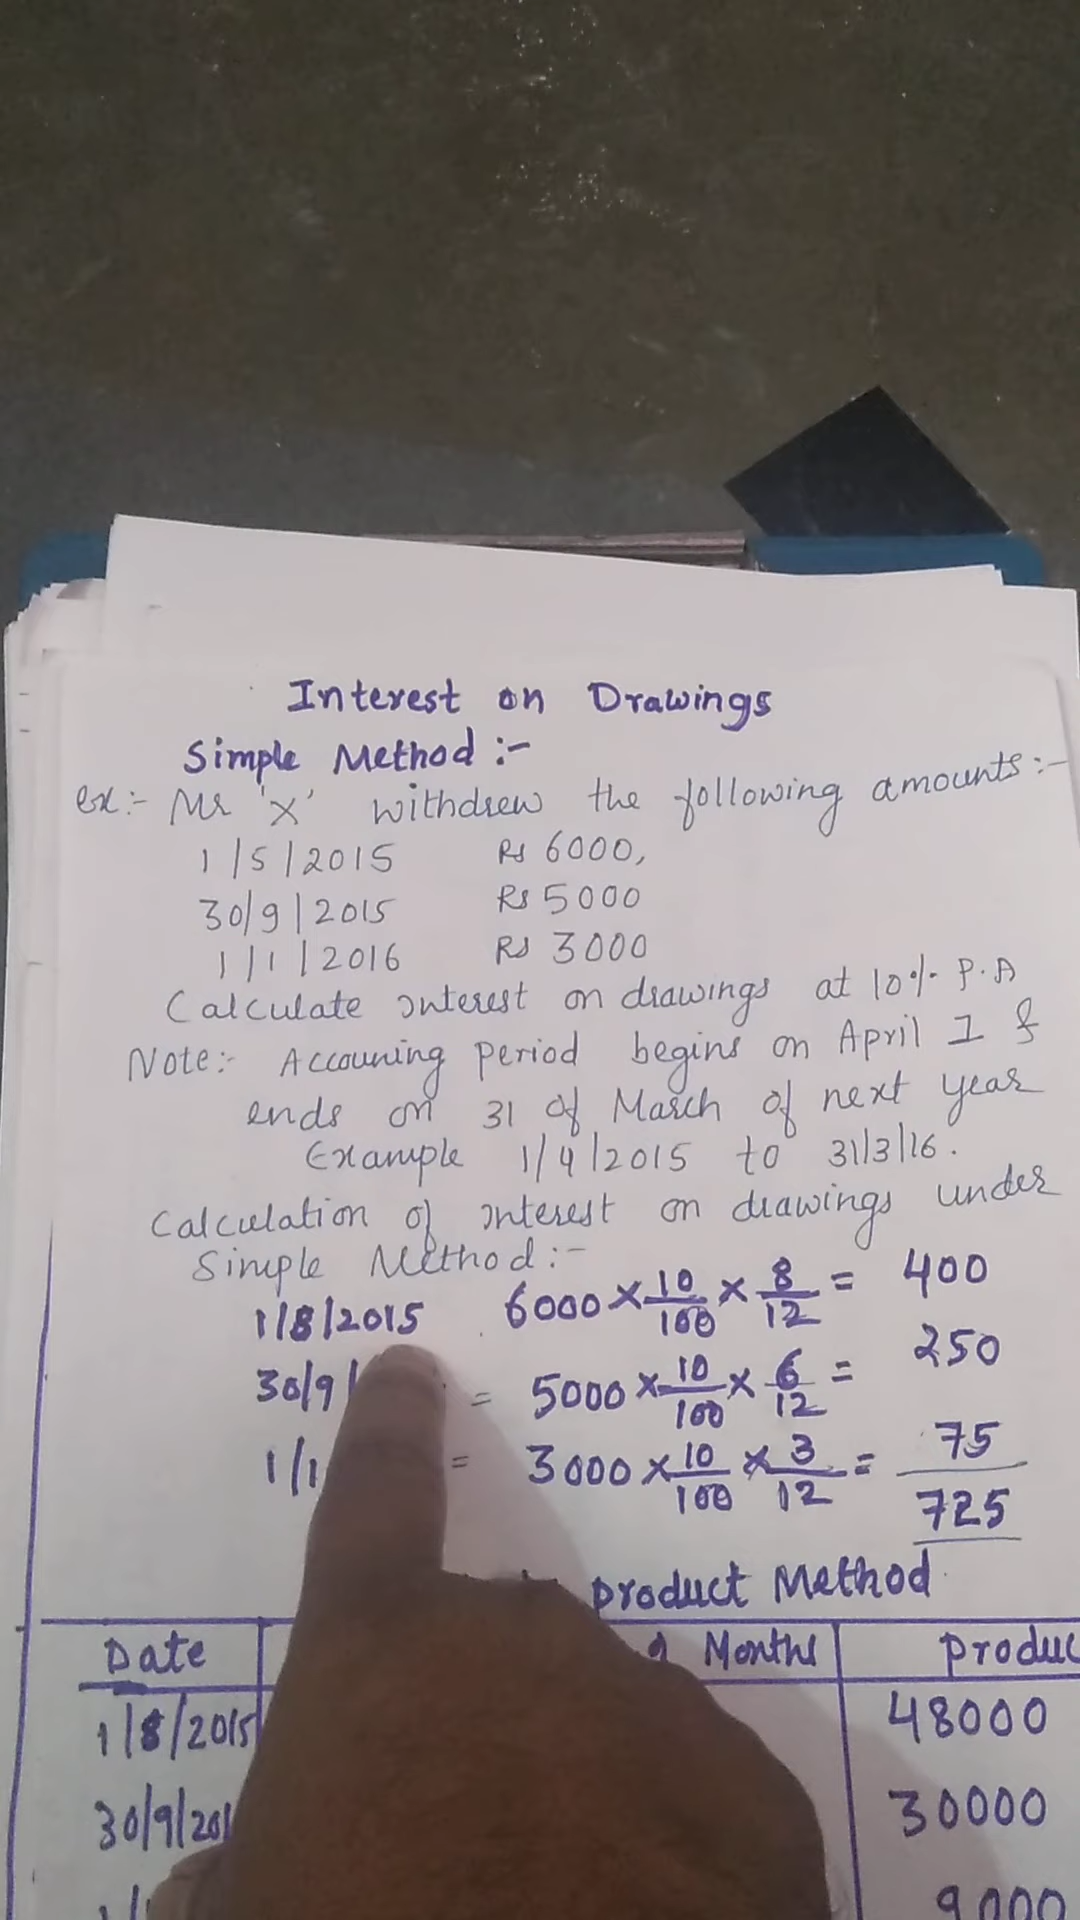 Interest on Drawings
Simple Method :-
ex:- Mr 'X' withdrew the following amounts:-
1/5/2015 Rs 6000,
30/9/2015 Rs 5000
1/1/2016 Rs 3000
Calculate interest on drawings at 10% P.A
Note:- Accouning Period begins on April 1 &
ends on 31 of March of next year
Example 1/4/2015 to 31/3/16.
Calculation of interest on drawings under
Simple Method:-
1/8/2015 6000 × 10/100 × 8/12 = 400
30/9/ = 5000 × 10/100 × 6/12 = 250
1/1 = 3000 × 10/100 × 3/12 = 75
725
Product Method
Date Months Produc
1/8/2015 48000
30/9/201 30000
9000